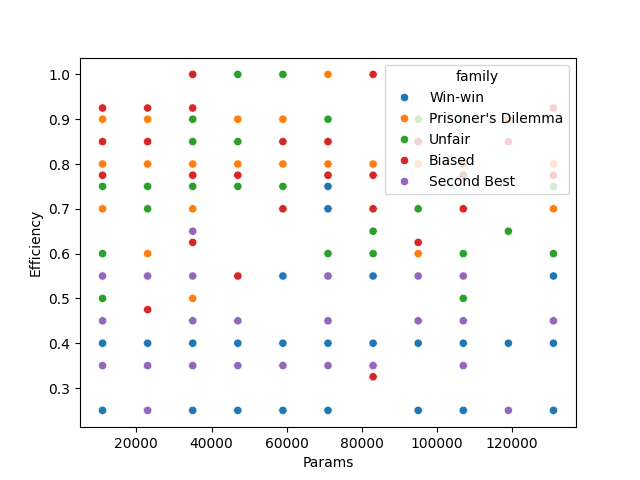 family
Win-win
Prisoner's Dilemma
Unfair
Biased
Second Best
1.0
0.9
0.8
0.7
0.6
0.5
0.4
0.3
Efficiency
20000 40000 60000 80000 100000 120000
Params